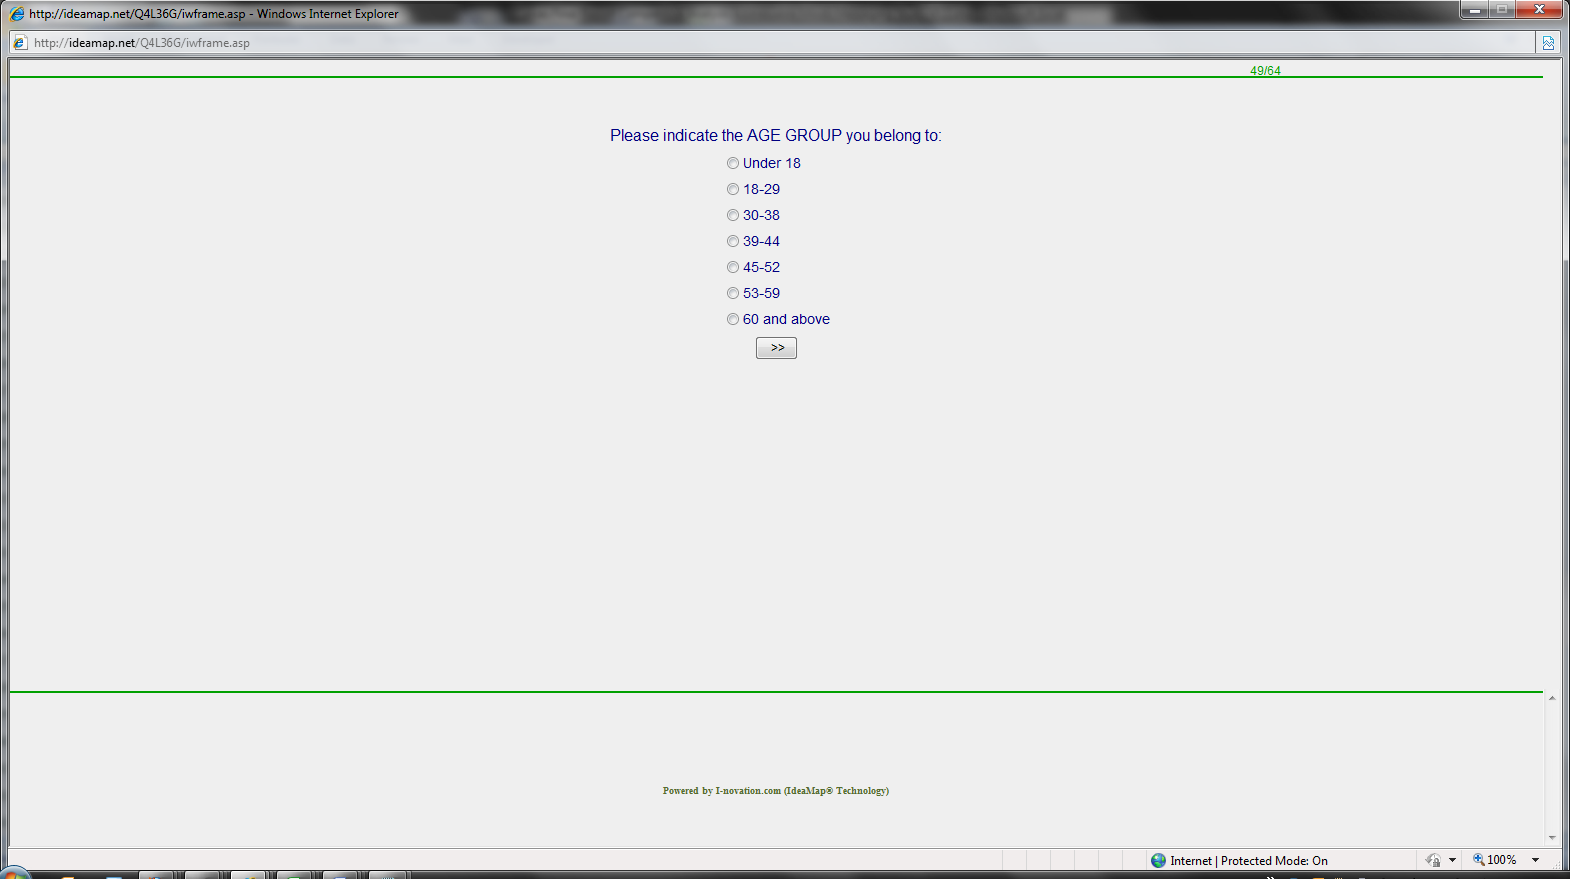 http://ideamap.net/Q4L36G/iwframe.asp - Windows Internet Explorer
http://ideamap.net/Q4L36G/iwframe.asp
49/64
Please indicate the AGE GROUP you belong to:
Under 18
18-29
30-38
39-44
45-52
53-59
60 and above
>>
Powered by I-novation.com (IdeaMap® Technology)
Internet | Protected Mode: On
100%